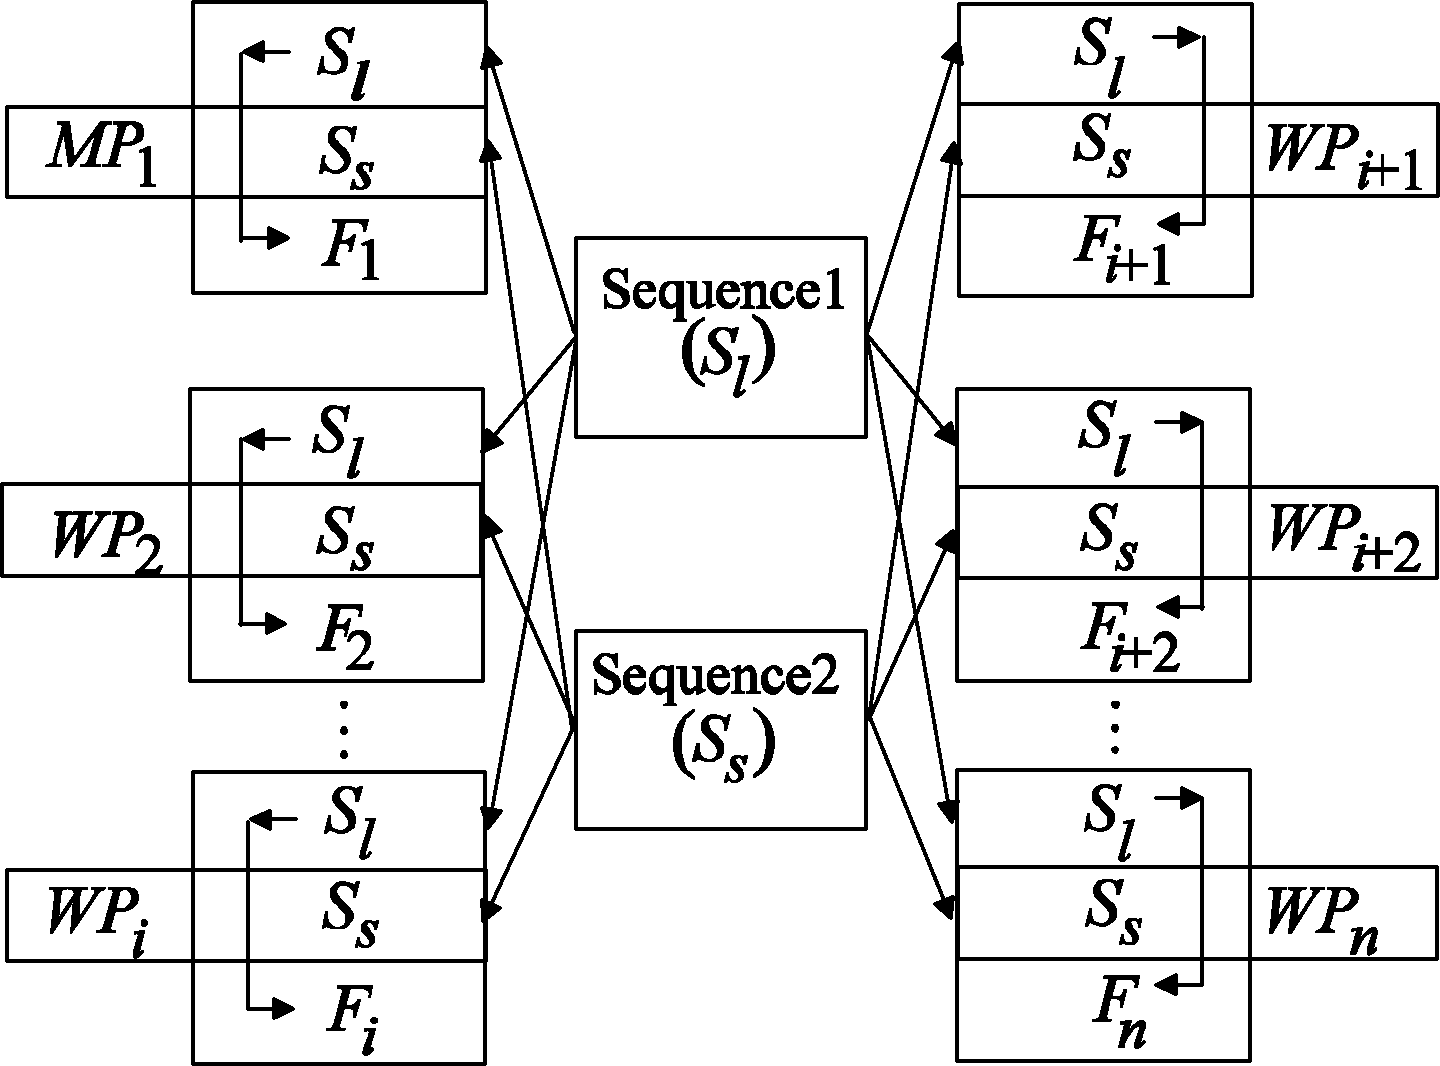 S_l
MP_1
S_s
F_1
S_l
WP_2
S_s
F_2
⋮
S_l
WP_i
S_s
F_i
Sequence1
(S_l)
Sequence2
(S_s)
S_l
S_s
WP_{i+1}
F_{i+1}
S_l
S_s
WP_{i+2}
F_{i+2}
⋮
S_l
S_s
WP_n
F_n